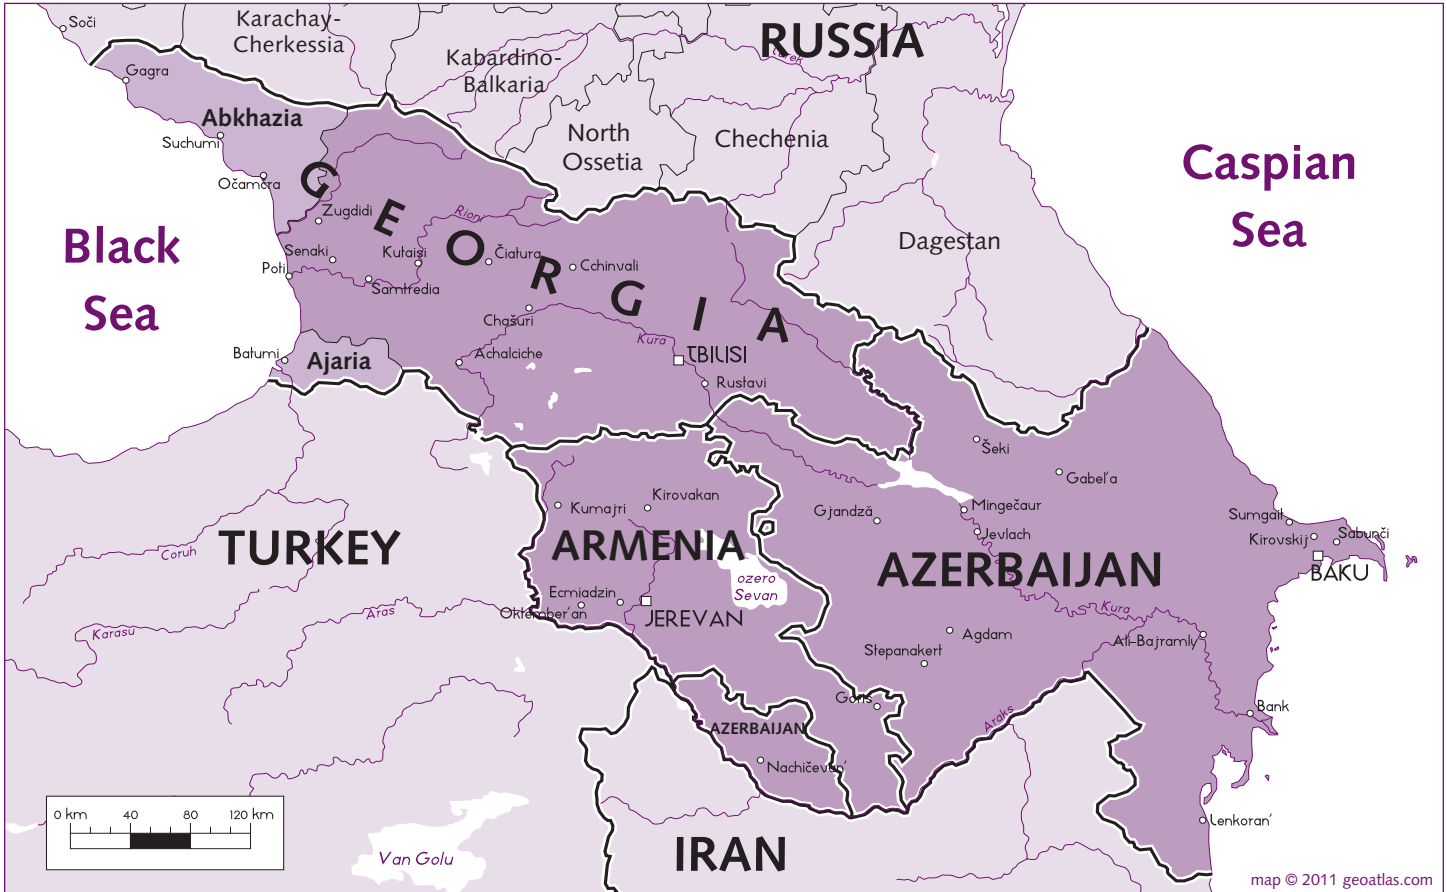 Soči
Karachay-
Cherkessia
Kabardino-
Balkaria
RUSSIA
Terek
Gagra
Abkhazia
Suchumi
Očamčra
North
Ossetia
Chechenia
Caspian
Sea
Dagestan
Black
Sea
GEORGIA
Zugdidi
Rioni
Senaki
Kutaisi
Čiatura
Cchinvali
Poti
Samtredia
Chašuri
Kura
Batumi
Ajaria
Achalciche
TBILISI
Rustavi
Šeki
Gabel'a
Kumajri
Kirovakan
Gjandža
Mingečaur
Jevlach
Sumgait
Kirovskij
Sabunči
BAKU
TURKEY
Coruh
ARMENIA
AZERBAIJAN
ozero
Sevan
Ecmiadzin
Oktember'an
JEREVAN
Aras
Karasu
Kura
Agdam
Ali-Bajramly
Stepanakert
Goris
Araks
Bank
AZERBAIJAN
Nachičevan'
0 km 40 80 120 km
Van Golu
IRAN
Lenkoran'
map © 2011 geoatlas.com